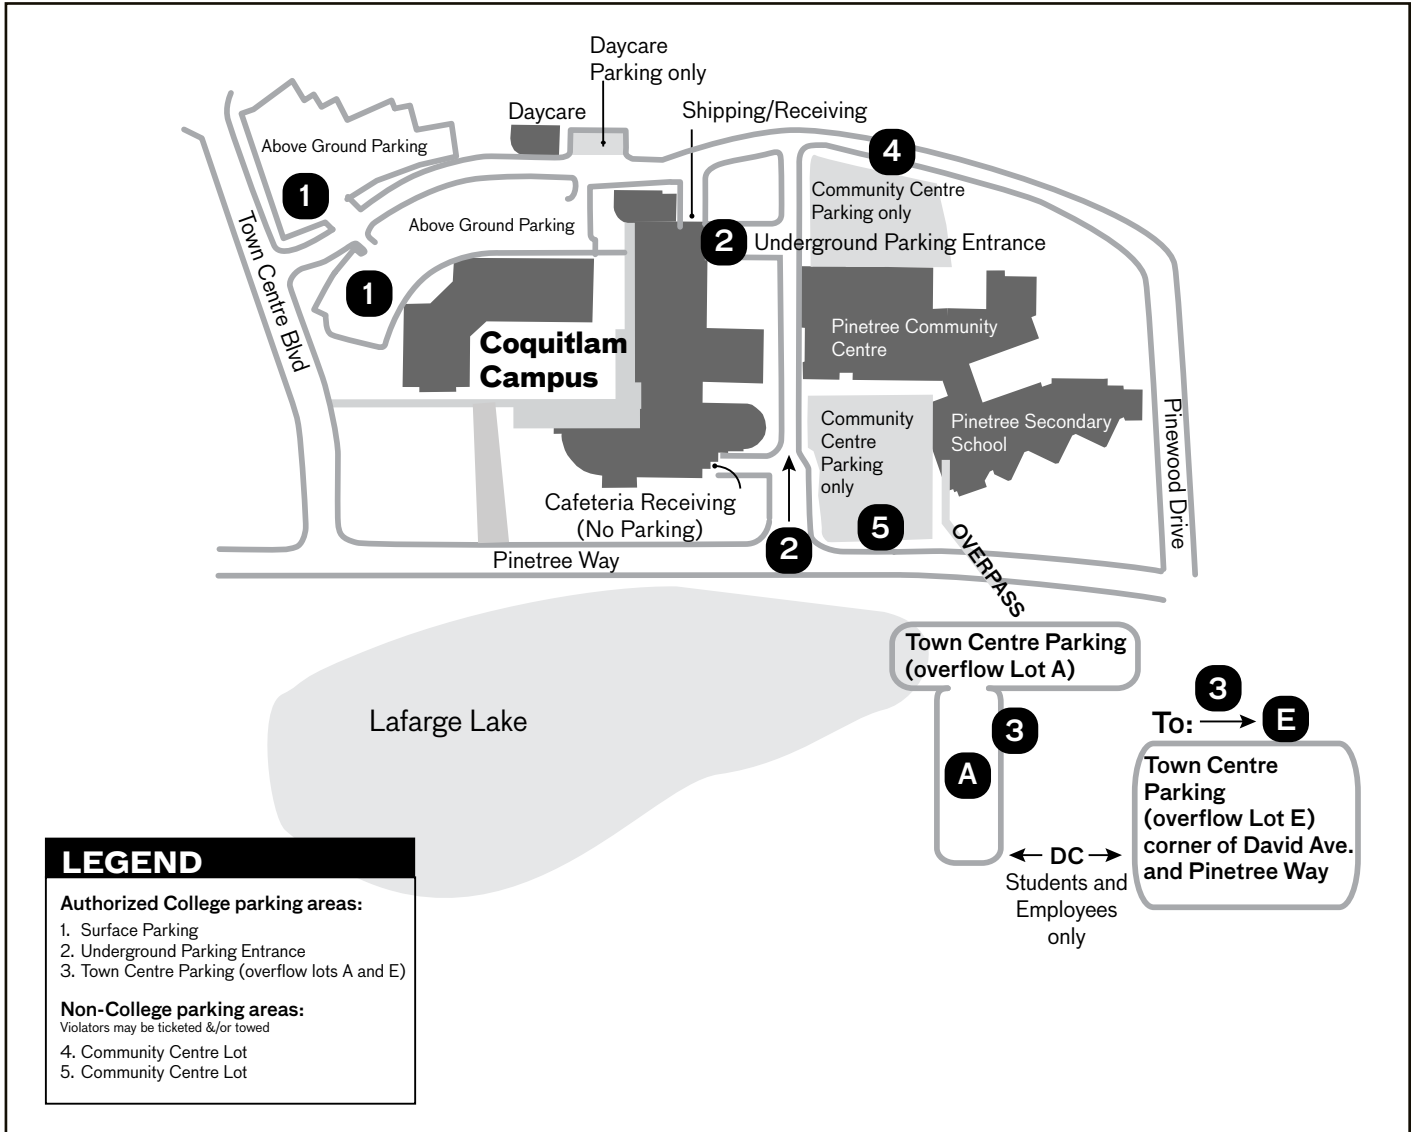 Daycare
Parking only
Daycare
Shipping/Receiving
Above Ground Parking
4
1
Community Centre
Parking only
Above Ground Parking
2
Underground Parking Entrance
Town Centre Blvd
1
Pinetree Community
Centre
Coquitlam
Campus
Community
Centre
Parking
only
Pinetree Secondary
School
Pinewood Drive
Cafeteria Receiving
(No Parking)
5
2
OVERPASS
Pinetree Way
Town Centre Parking
(overflow Lot A)
3
To:
E
Lafarge Lake
3
A
Town Centre
Parking
(overflow Lot E)
corner of David Ave.
and Pinetree Way
DC
Students and
Employees
only
LEGEND
Authorized College parking areas:
1. Surface Parking
2. Underground Parking Entrance
3. Town Centre Parking (overflow lots A and E)
Non-College parking areas:
Violators may be ticketed &/or towed
4. Community Centre Lot
5. Community Centre Lot